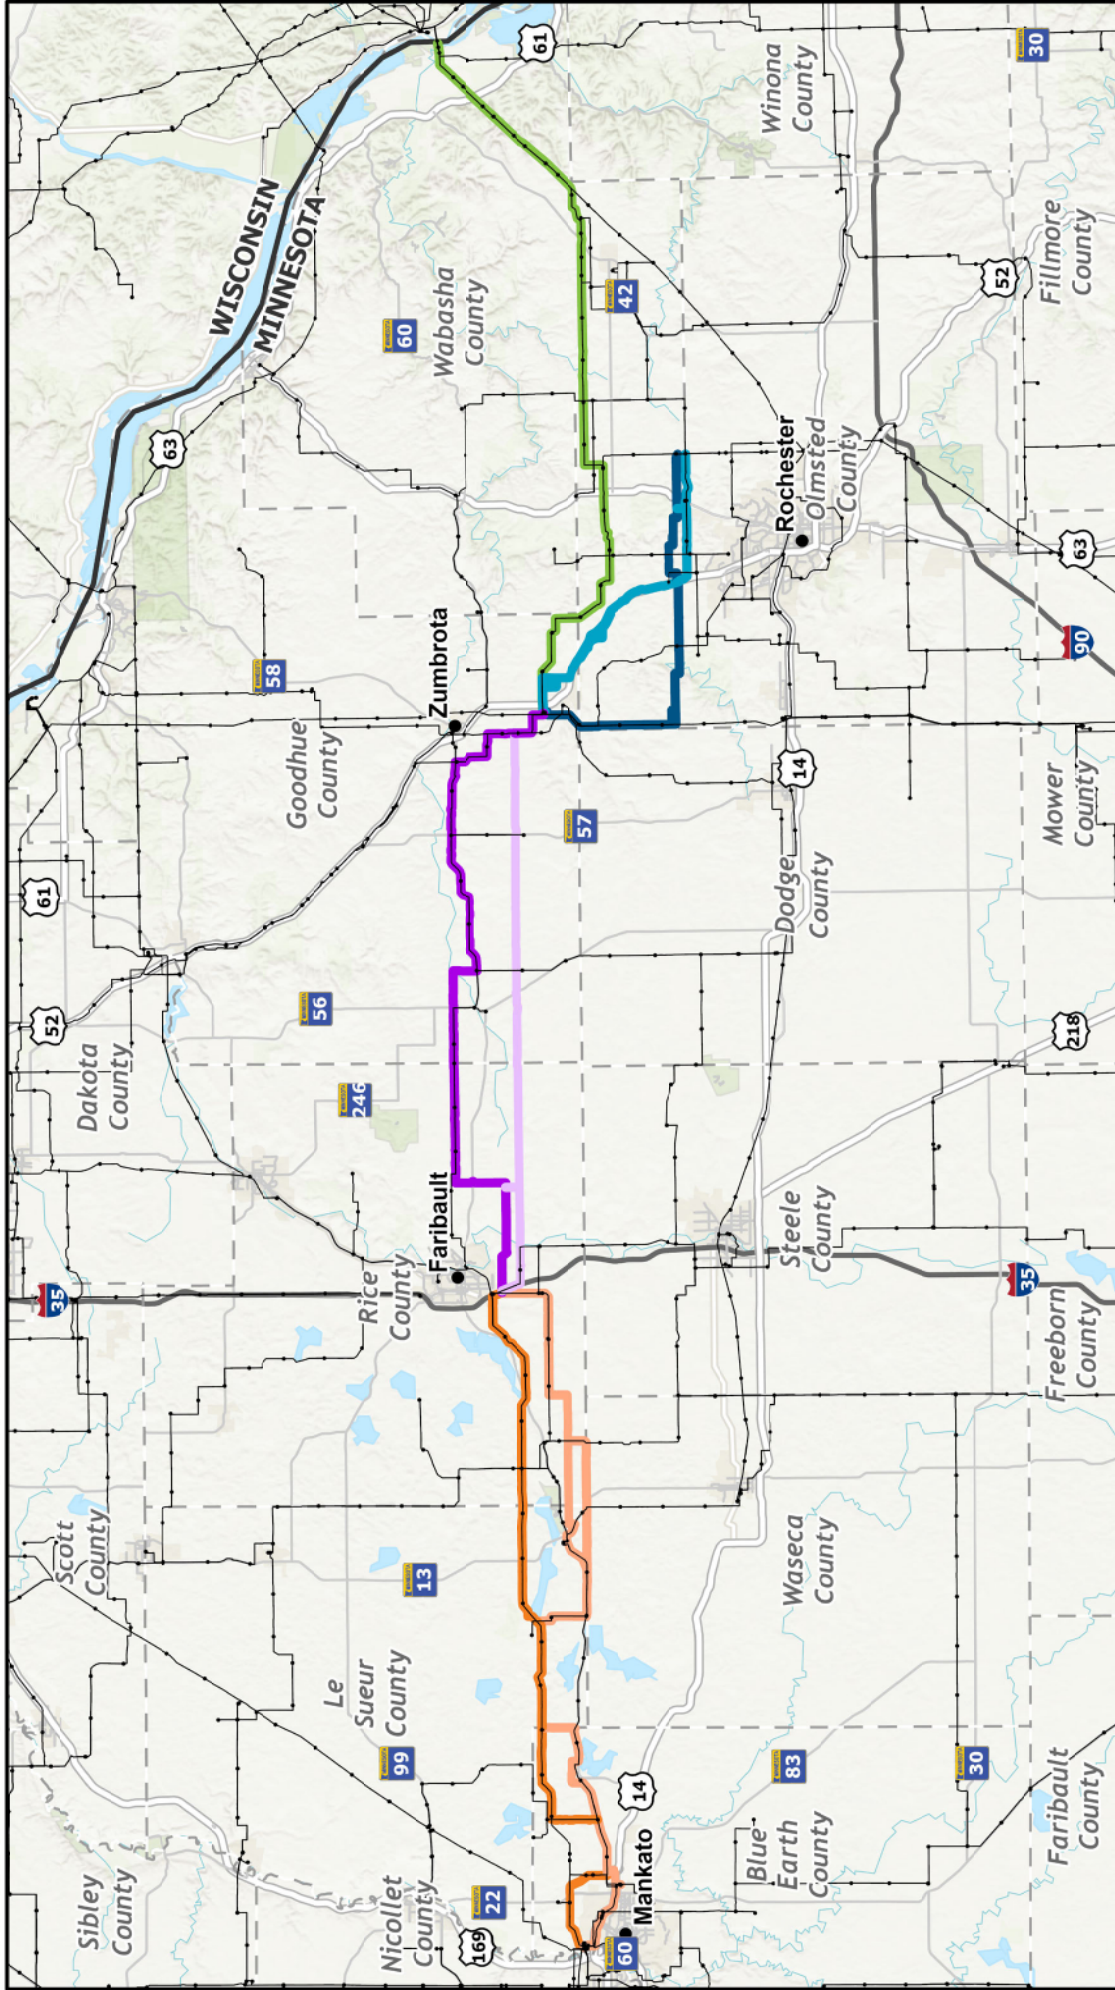 35
52
61
Scott
County
Sibley
County
Dakota
County
63
WISCONSIN
MINNESOTA
58
56
Goodhue
County
Le
Sueur
County
246
Rice
County
99
Nicollet
County
60
13
Faribault
Zumbrota
Wabasha
County
169
22
61
57
60
Mankato
14
42
Blue
Earth
County
83
Waseca
County
Steele
County
Dodge
County
14
Rochester
Olmsted
County
Winona
County
30
35
52
30
Faribault
County
Freeborn
County
218
Mower
County
90
63
Fillmore
County
30